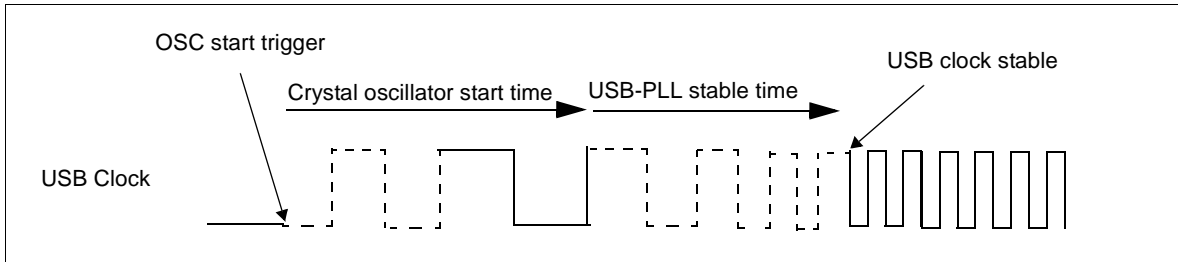 OSC start trigger
USB clock stable
Crystal oscillator start time
USB-PLL stable time
USB Clock